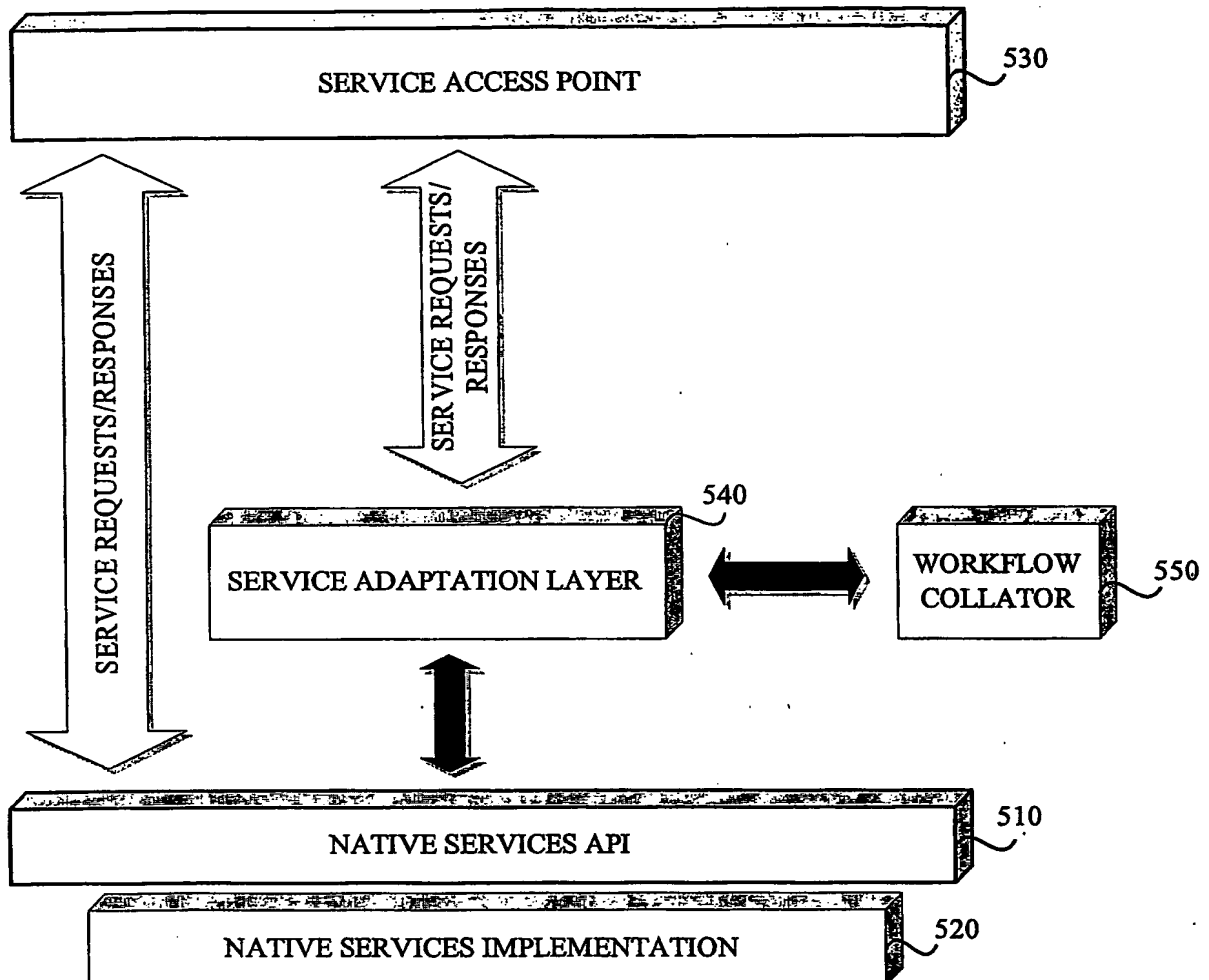 SERVICE ACCESS POINT
530
SERVICE REQUESTS/RESPONSES
SERVICE REQUESTS/
RESPONSES
540
SERVICE ADAPTATION LAYER
WORKFLOW
COLLATOR
550
510
NATIVE SERVICES API
NATIVE SERVICES IMPLEMENTATION
520